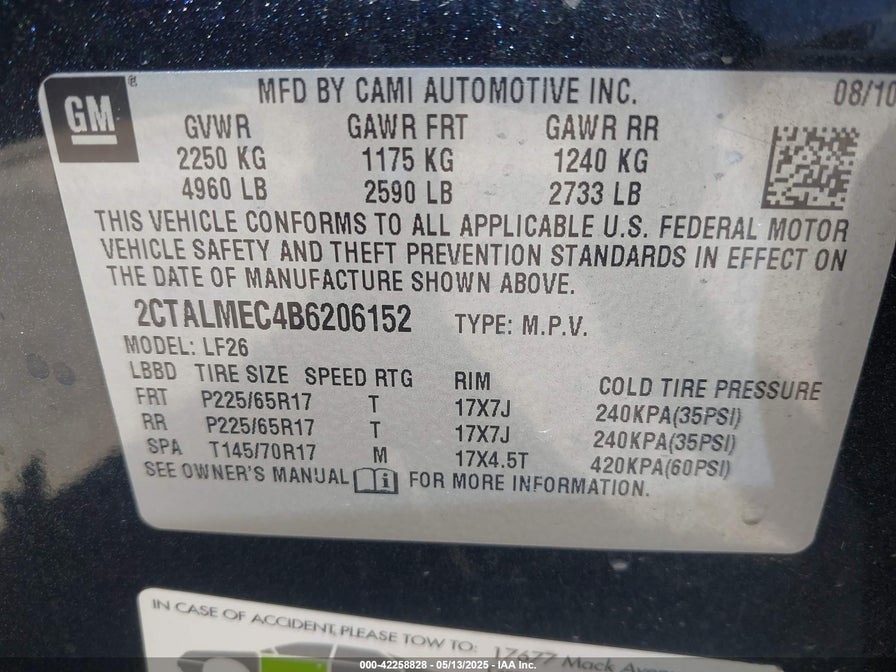 GM ®
MFD BY CAMI AUTOMOTIVE INC. 08/10
GVWR GAWR FRT GAWR RR
2250 KG 1175 KG 1240 KG
4960 LB 2590 LB 2733 LB
THIS VEHICLE CONFORMS TO ALL APPLICABLE U.S. FEDERAL MOTOR
VEHICLE SAFETY AND THEFT PREVENTION STANDARDS IN EFFECT ON
THE DATE OF MANUFACTURE SHOWN ABOVE.
2CTALMEC4B6206152 TYPE: M.P.V.
MODEL: LF26
LBBD TIRE SIZE SPEED RTG RIM COLD TIRE PRESSURE
FRT P225/65R17 T 17X7J 240KPA(35PSI)
RR P225/65R17 T 17X7J 240KPA(35PSI)
SPA T145/70R17 M 17X4.5T 420KPA(60PSI)
SEE OWNER'S MANUAL i FOR MORE INFORMATION.
IN CASE OF ACCIDENT, PLEASE TOW TO: 17677 Mack
000-42258828 - 05/13/2025 - IAA Inc.